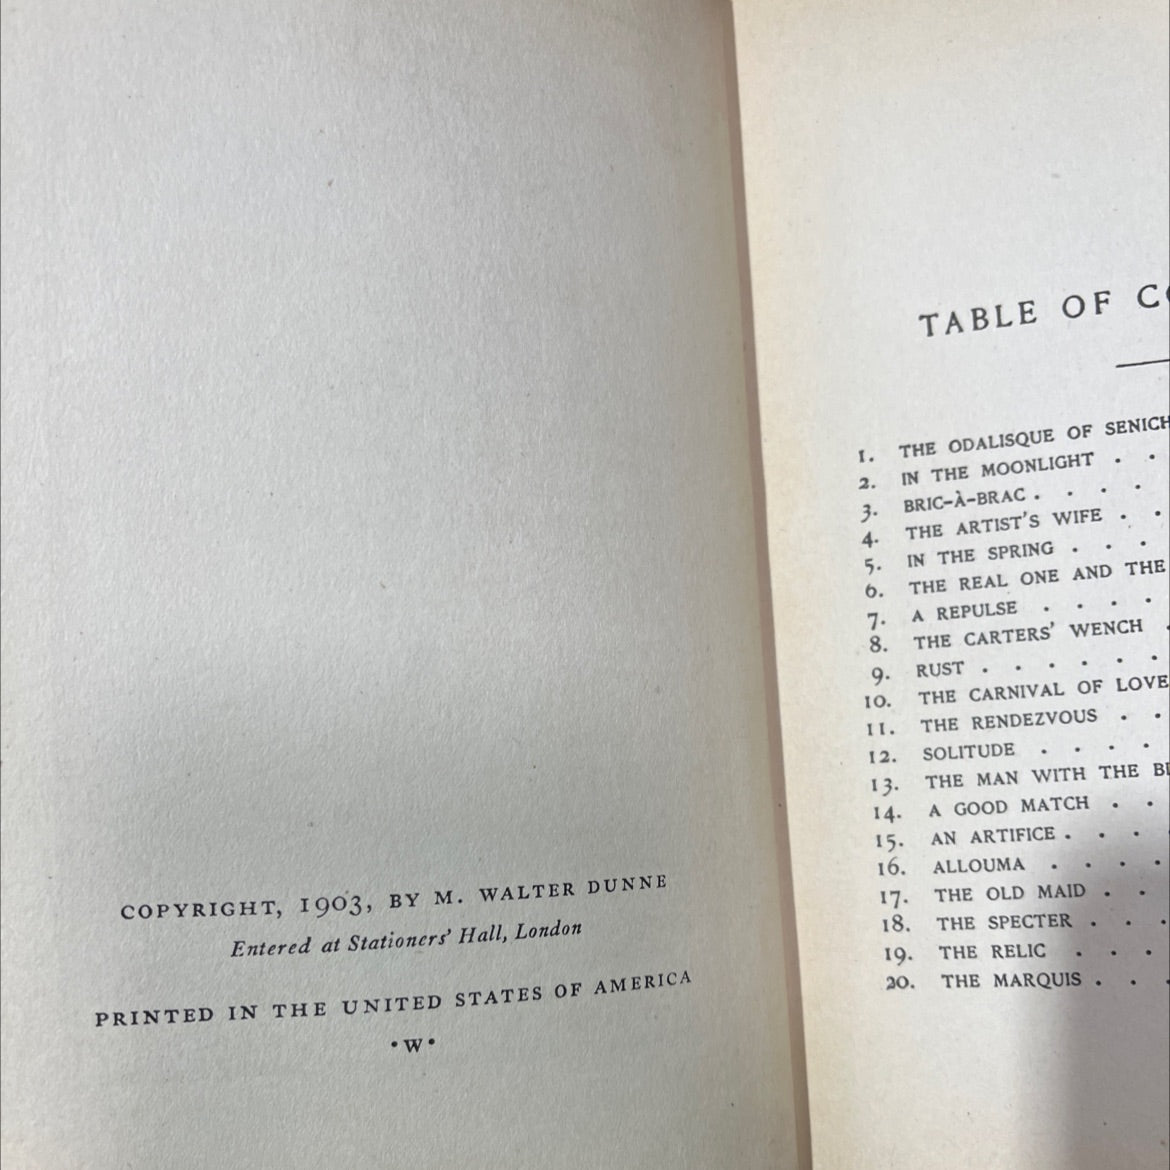 COPYRIGHT, 1903, BY M. WALTER DUNNE
Entered at Stationers' Hall, London
PRINTED IN THE UNITED STATES OF AMERICA
•W•
TABLE OF
1. THE ODALISQUE OF SENICH
2. IN THE MOONLIGHT . .
3. BRIC-À-BRAC . . . .
4. THE ARTIST'S WIFE . .
5. IN THE SPRING . . .
6. THE REAL ONE AND THE
7. A REPULSE . . . .
8. THE CARTERS' WENCH .
9. RUST . . . . . .
10. THE CARNIVAL OF LOVE
11. THE RENDEZVOUS . .
12. SOLITUDE . . . .
13. THE MAN WITH THE
14. A GOOD MATCH . .
15. AN ARTIFICE . . .
16. ALLOUMA . . . .
17. THE OLD MAID . .
18. THE SPECTER . . .
19. THE RELIC . . .
20. THE MARQUIS . . .